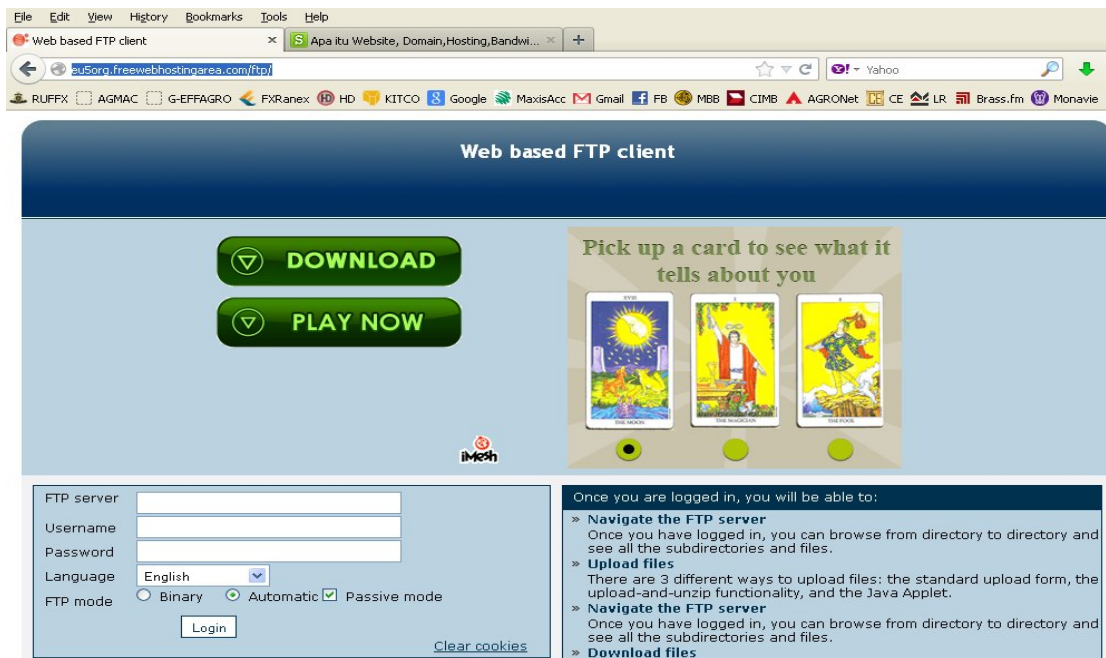 File Edit View History Bookmarks Tools Help
Web based FTP client × S Apa itu Website, Domain,Hosting,Bandwi... × +
eu5org.freewebhostingarea.com/ftp/ Yahoo
RUFFX AGMAC G-EFFAGRO FXRanex HD KITCO Google MaxisAcc Gmail FB MBB CIMB AGRONet CE LR Brass.fm Monavie
Web based FTP client
DOWNLOAD
PLAY NOW
Pick up a card to see what it
tells about you
XVIII I 0
THE MOON THE MAGICIAN THE FOOL
iMesh
FTP server
Username
Password
Language English
FTP mode Binary Automatic Passive mode
Login
Clear cookies
Once you are logged in, you will be able to:
» Navigate the FTP server
Once you have logged in, you can browse from directory to directory and
see all the subdirectories and files.
» Upload files
There are 3 different ways to upload files: the standard upload form, the
upload-and-unzip functionality, and the Java Applet.
» Navigate the FTP server
Once you have logged in, you can browse from directory to directory and
see all the subdirectories and files.
» Download files